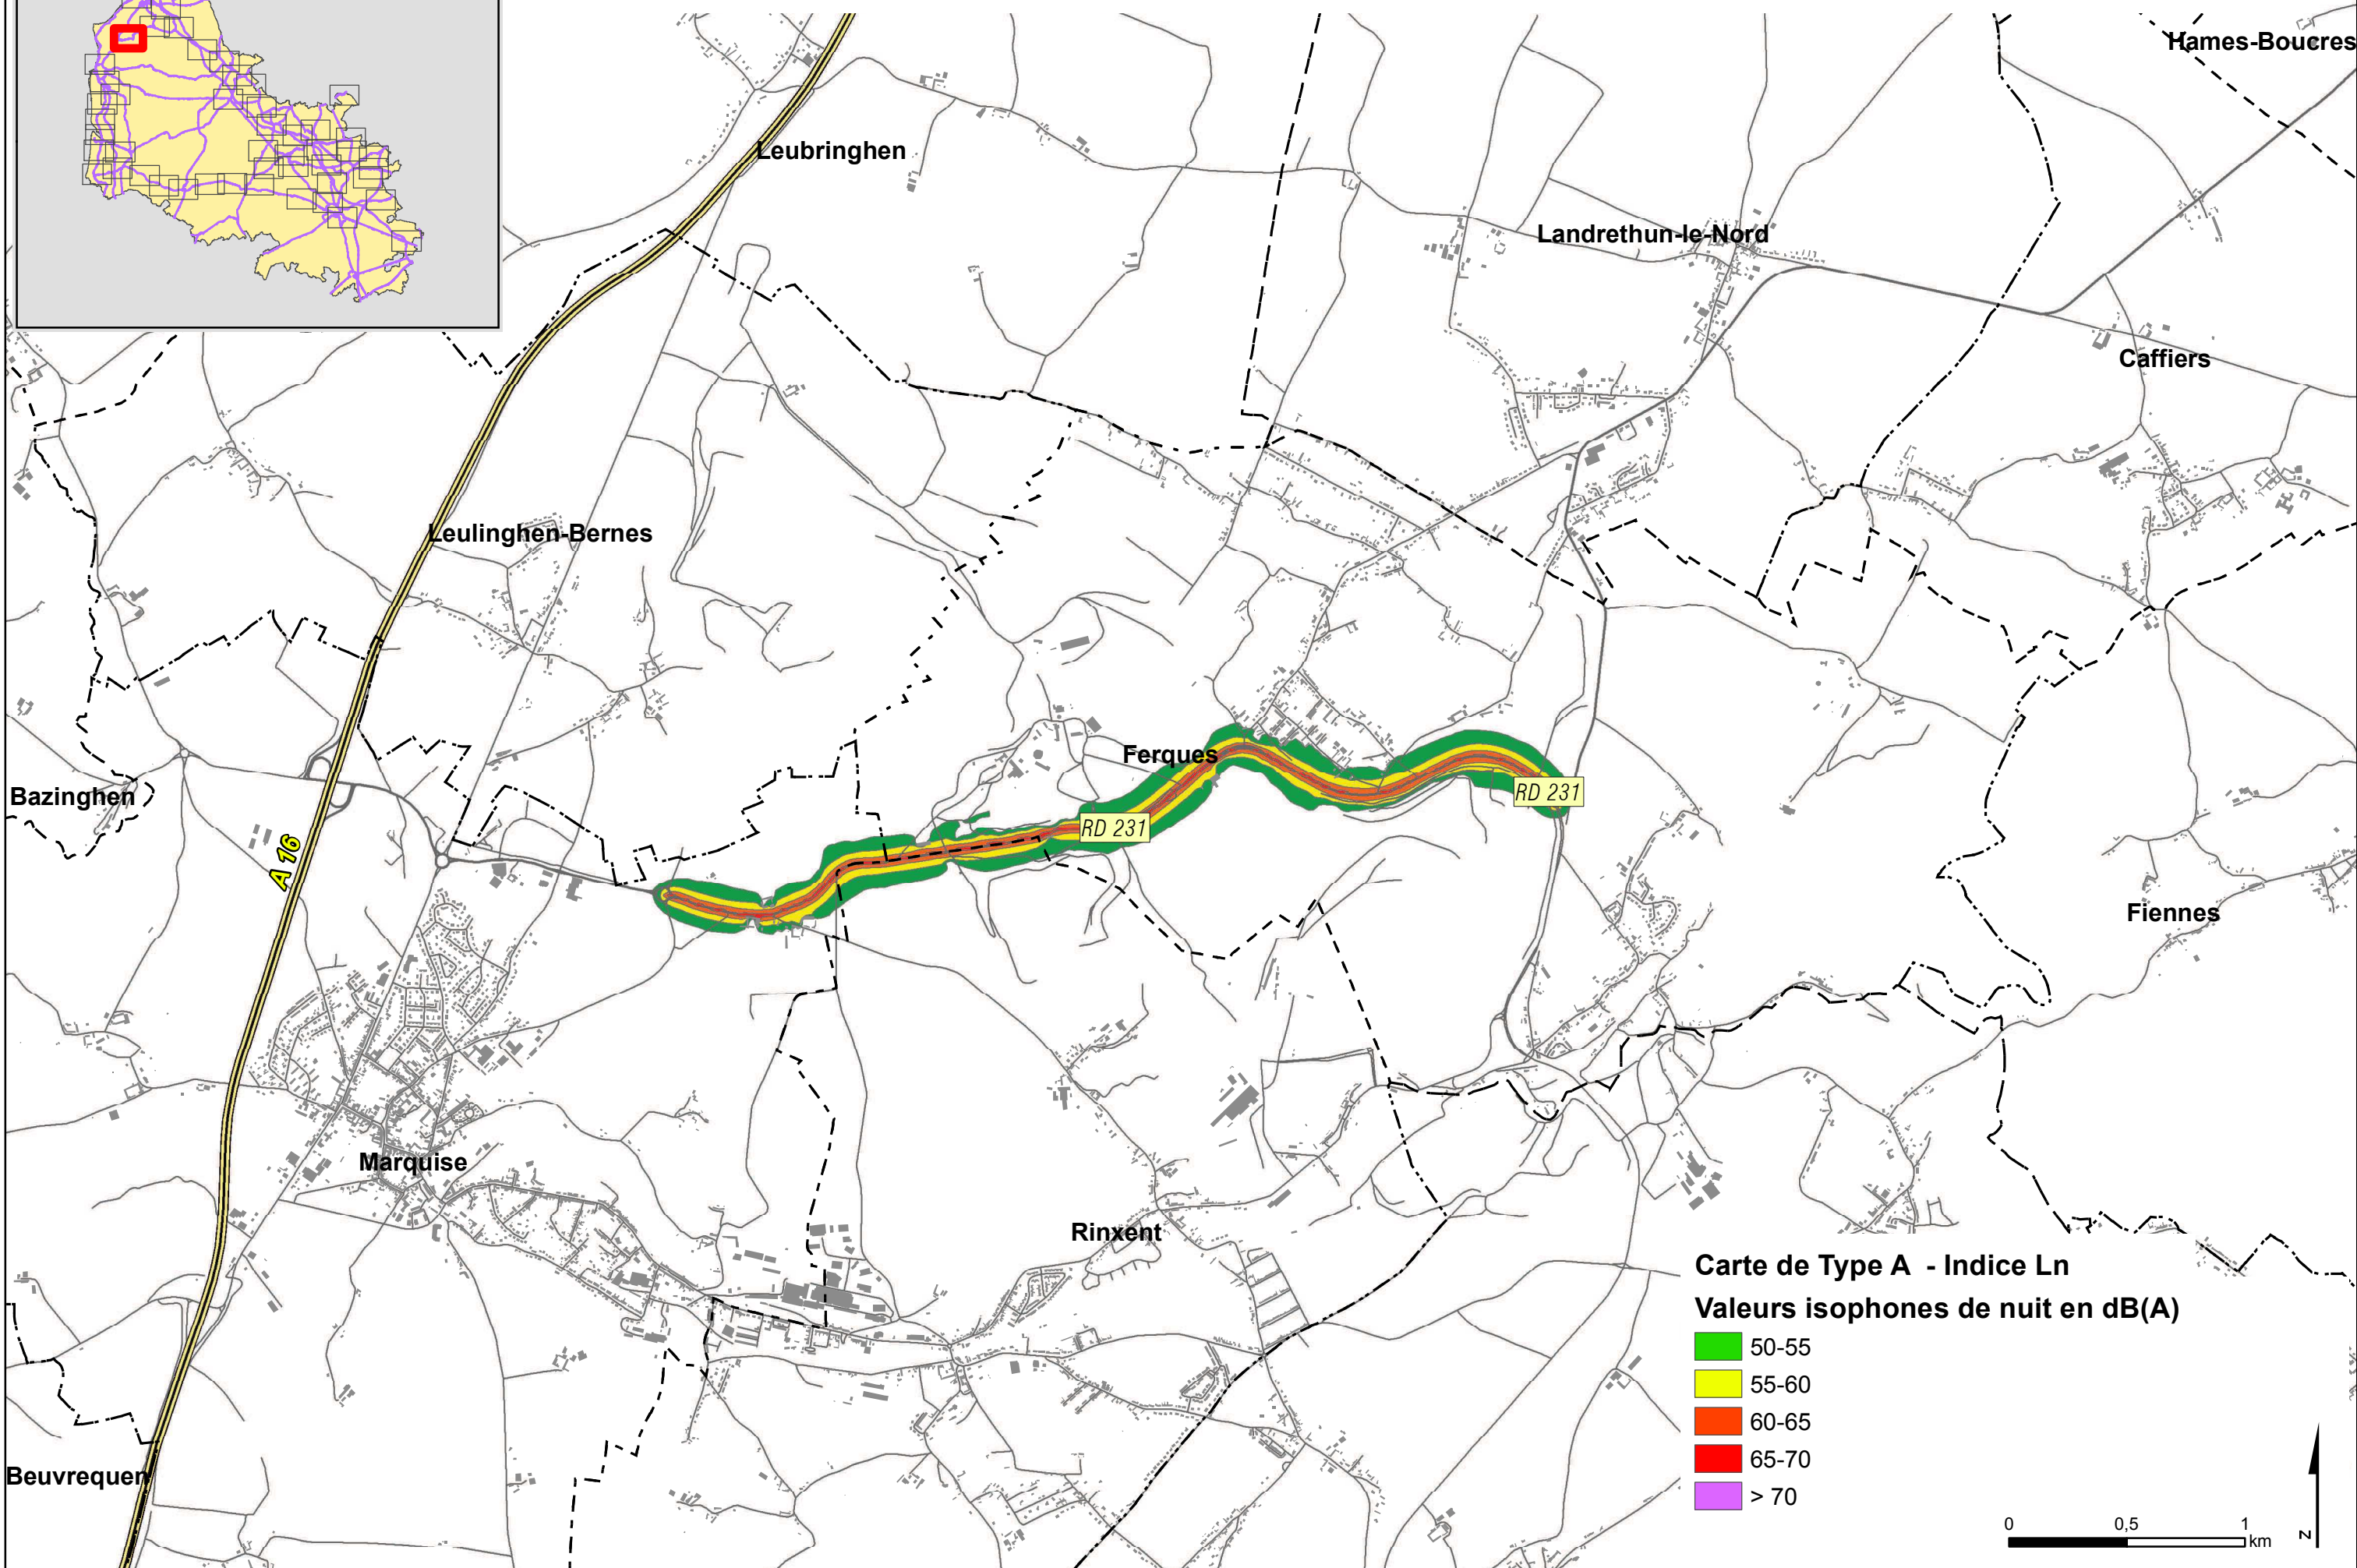 Hames-Boucres
Leubringhen
Landrethun-le-Nord
Caffiers
Leulinghen-Bernes
Ferques
Bazinghen
RD 231
RD 231
A 16
Fiennes
Marquise
Rinxent
Beuvrequen
Carte de Type A - Indice Ln
Valeurs isophones de nuit en dB(A)
50-55
55-60
60-65
65-70
> 70
0 0,5 1
km
N